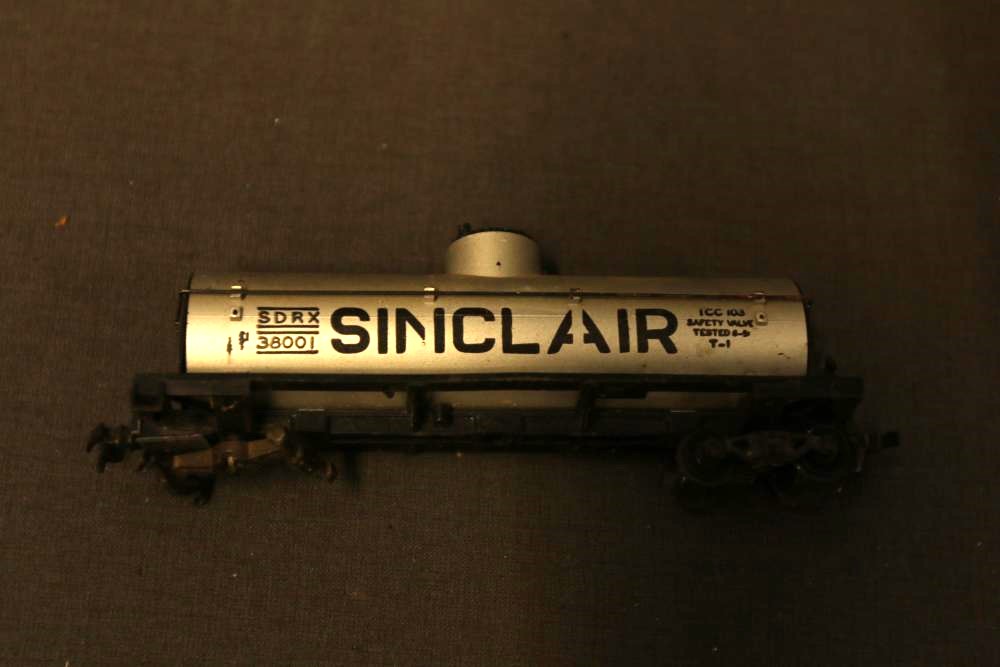 SDRX
38001
SINCLAIR
ICC 103
SAFETY VALVE
TESTED
T-1